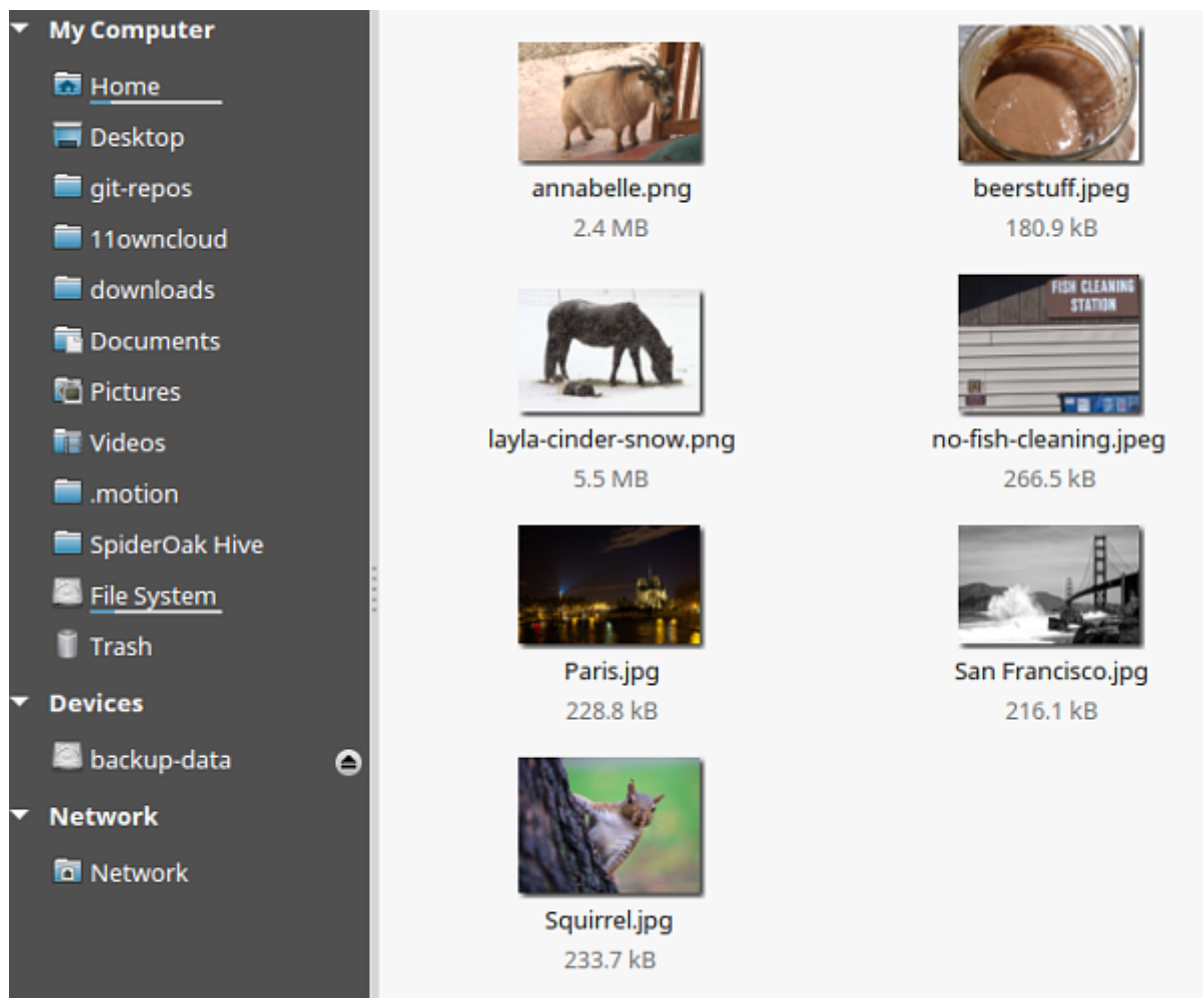 My Computer
Home
Desktop
git-repos
11owncloud
downloads
Documents
Pictures
Videos
.motion
SpiderOak Hive
File System
Trash
Devices
backup-data
Network
Network
annabelle.png
2.4 MB
beerstuff.jpeg
180.9 kB
layla-cinder-snow.png
5.5 MB
FISH CLEANING
STATION
no-fish-cleaning.jpeg
266.5 kB
Paris.jpg
228.8 kB
San Francisco.jpg
216.1 kB
Squirrel.jpg
233.7 kB